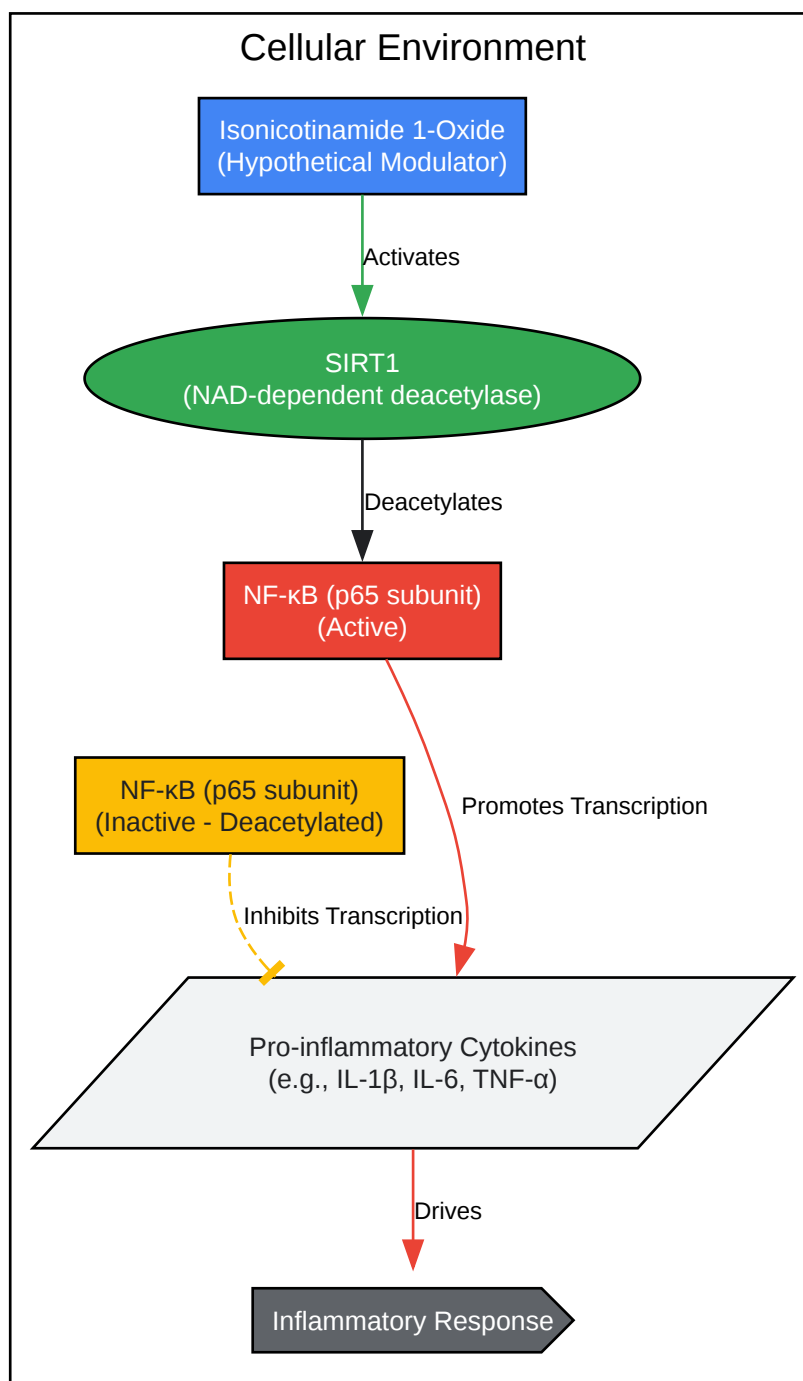 Cellular Environment
Isonicotinamide 1-Oxide
(Hypothetical Modulator)
Activates
SIRT1
(NAD-dependent deacetylase)
Deacetylates
NF-κB (p65 subunit)
(Active)
NF-κB (p65 subunit)
(Inactive - Deacetylated)
Promotes Transcription
Inhibits Transcription
Pro-inflammatory Cytokines
(e.g., IL-1β, IL-6, TNF-α)
Drives
Inflammatory Response